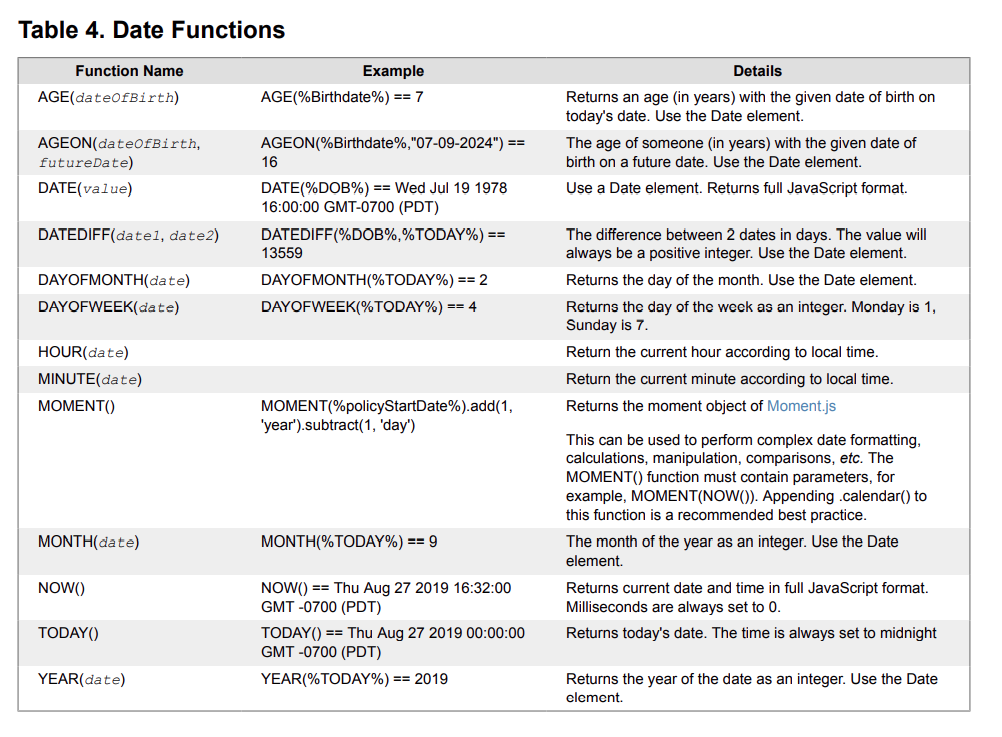 Table 4. Date Functions
Function Name Example Details
AGE(dateOfBirth) AGE(%Birthdate%) == 7 Returns an age (in years) with the given date of birth on
today's date. Use the Date element.
AGEON(dateOfBirth, AGEON(%Birthdate%,"07-09-2024") == The age of someone (in years) with the given date of
futureDate) 16 birth on a future date. Use the Date element.
DATE(value) DATE(%DOB%) == Wed Jul 19 1978 Use a Date element. Returns full JavaScript format.
16:00:00 GMT-0700 (PDT)
DATEDIFF(date1, date2) DATEDIFF(%DOB%,%TODAY%) == The difference between 2 dates in days. The value will
13559 always be a positive integer. Use the Date element.
DAYOFMONTH(date) DAYOFMONTH(%TODAY%) == 2 Returns the day of the month. Use the Date element.
DAYOFWEEK(date) DAYOFWEEK(%TODAY%) == 4 Returns the day of the week as an integer. Monday is 1,
Sunday is 7.
HOUR(date) Return the current hour according to local time.
MINUTE(date) Return the current minute according to local time.
MOMENT() MOMENT(%policyStartDate%).add(1, Returns the moment object of Moment.js
'year').subtract(1, 'day')
This can be used to perform complex date formatting,
calculations, manipulation, comparisons, etc. The
MOMENT() function must contain parameters, for
example, MOMENT(NOW()). Appending .calendar() to
this function is a recommended best practice.
MONTH(date) MONTH(%TODAY%) == 9 The month of the year as an integer. Use the Date
element.
NOW() NOW() == Thu Aug 27 2019 16:32:00 Returns current date and time in full JavaScript format.
GMT -0700 (PDT) Milliseconds are always set to 0.
TODAY() TODAY() == Thu Aug 27 2019 00:00:00 Returns today's date. The time is always set to midnight
GMT -0700 (PDT)
YEAR(date) YEAR(%TODAY%) == 2019 Returns the year of the date as an integer. Use the Date
element.